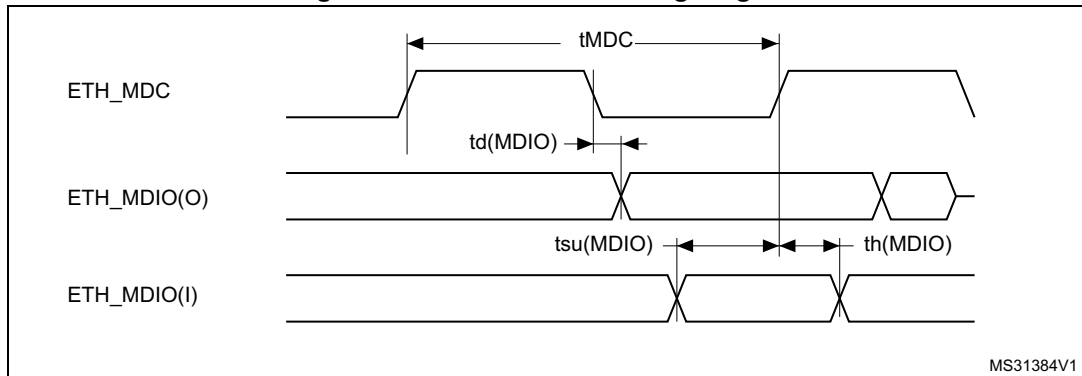 tMDC
ETH_MDC
td(MDIO)
ETH_MDIO(O)
tsu(MDIO) th(MDIO)
ETH_MDIO(I)
MS31384V1